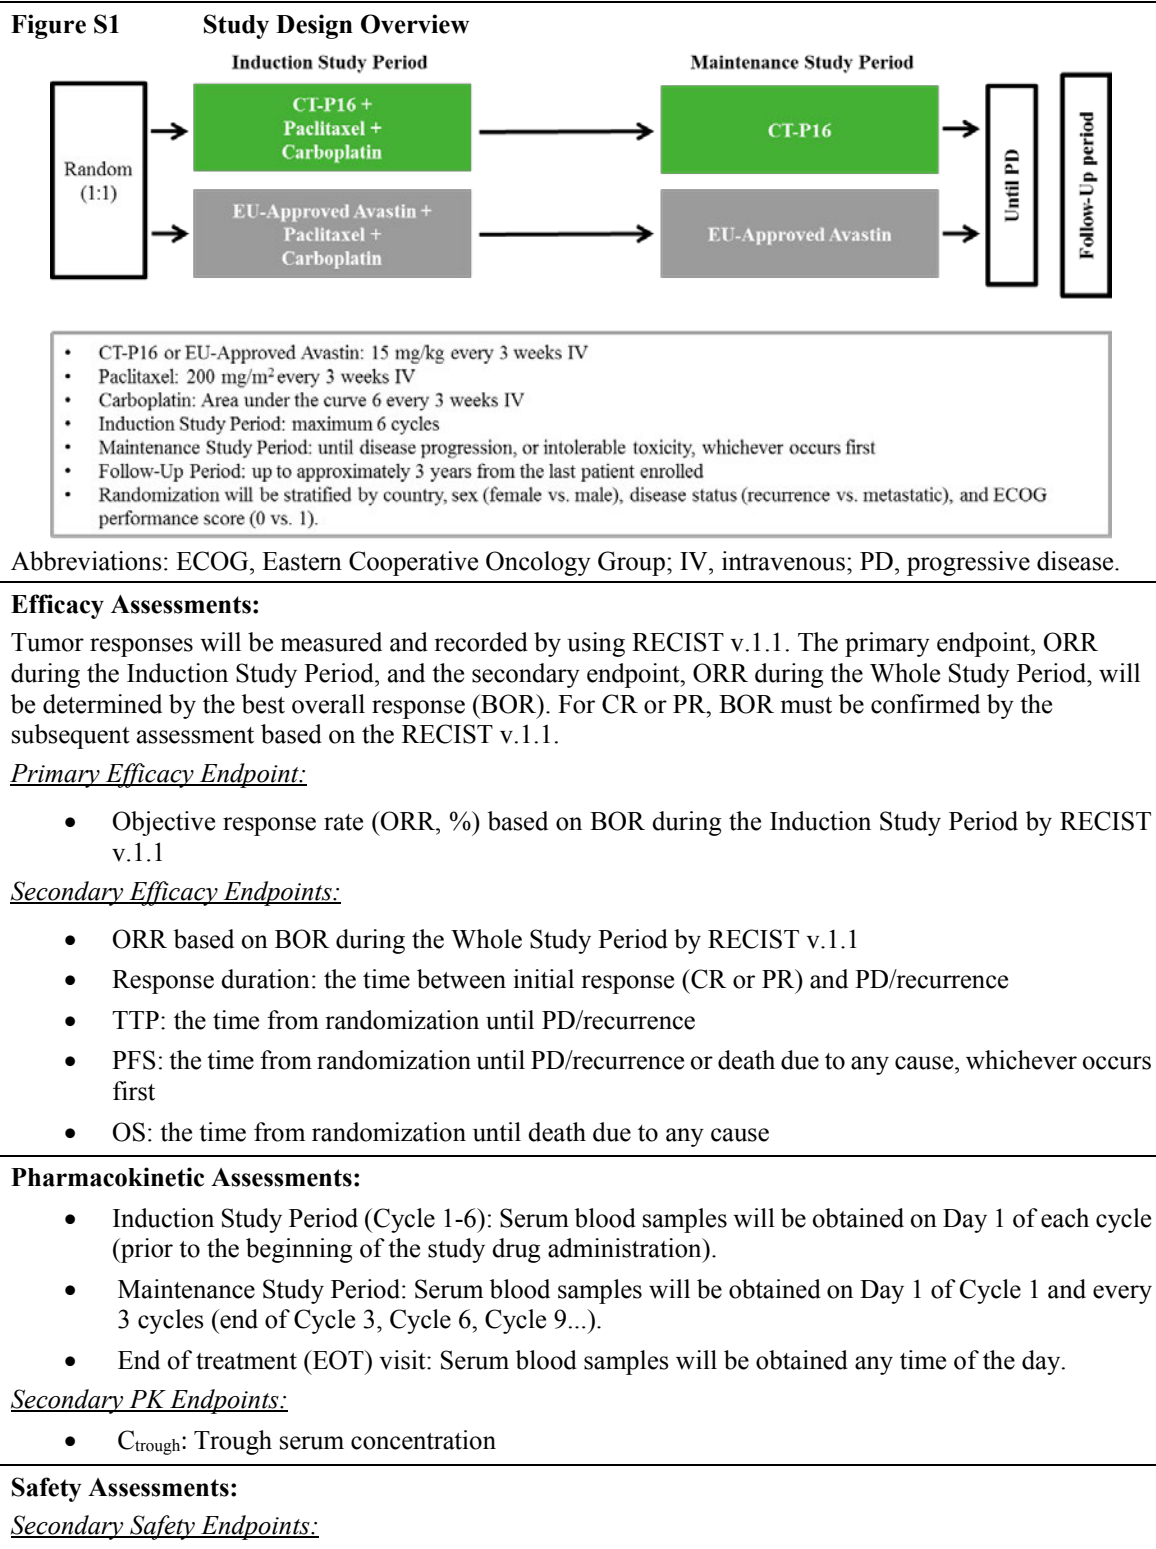 Figure S1 Study Design Overview
Induction Study Period Maintenance Study Period
Random
(1:1)
CT-P16 +
Paclitaxel +
Carboplatin
CT-P16
EU-Approved Avastin +
Paclitaxel +
Carboplatin
EU-Approved Avastin
Until PD
Follow-Up period
• CT-P16 or EU-Approved Avastin: 15 mg/kg every 3 weeks IV
• Paclitaxel: 200 mg/m² every 3 weeks IV
• Carboplatin: Area under the curve 6 every 3 weeks IV
• Induction Study Period: maximum 6 cycles
• Maintenance Study Period: until disease progression, or intolerable toxicity, whichever occurs first
• Follow-Up Period: up to approximately 3 years from the last patient enrolled
• Randomization will be stratified by country, sex (female vs. male), disease status (recurrence vs. metastatic), and ECOG
performance score (0 vs. 1).
Abbreviations: ECOG, Eastern Cooperative Oncology Group; IV, intravenous; PD, progressive disease.
Efficacy Assessments:
Tumor responses will be measured and recorded by using RECIST v.1.1. The primary endpoint, ORR
during the Induction Study Period, and the secondary endpoint, ORR during the Whole Study Period, will
be determined by the best overall response (BOR). For CR or PR, BOR must be confirmed by the
subsequent assessment based on the RECIST v.1.1.
Primary Efficacy Endpoint:
• Objective response rate (ORR, %) based on BOR during the Induction Study Period by RECIST
v.1.1
Secondary Efficacy Endpoints:
• ORR based on BOR during the Whole Study Period by RECIST v.1.1
• Response duration: the time between initial response (CR or PR) and PD/recurrence
• TTP: the time from randomization until PD/recurrence
• PFS: the time from randomization until PD/recurrence or death due to any cause, whichever occurs
first
• OS: the time from randomization until death due to any cause
Pharmacokinetic Assessments:
• Induction Study Period (Cycle 1-6): Serum blood samples will be obtained on Day 1 of each cycle
(prior to the beginning of the study drug administration).
• Maintenance Study Period: Serum blood samples will be obtained on Day 1 of Cycle 1 and every
3 cycles (end of Cycle 3, Cycle 6, Cycle 9...).
• End of treatment (EOT) visit: Serum blood samples will be obtained any time of the day.
Secondary PK Endpoints:
• Ctrough: Trough serum concentration
Safety Assessments:
Secondary Safety Endpoints: